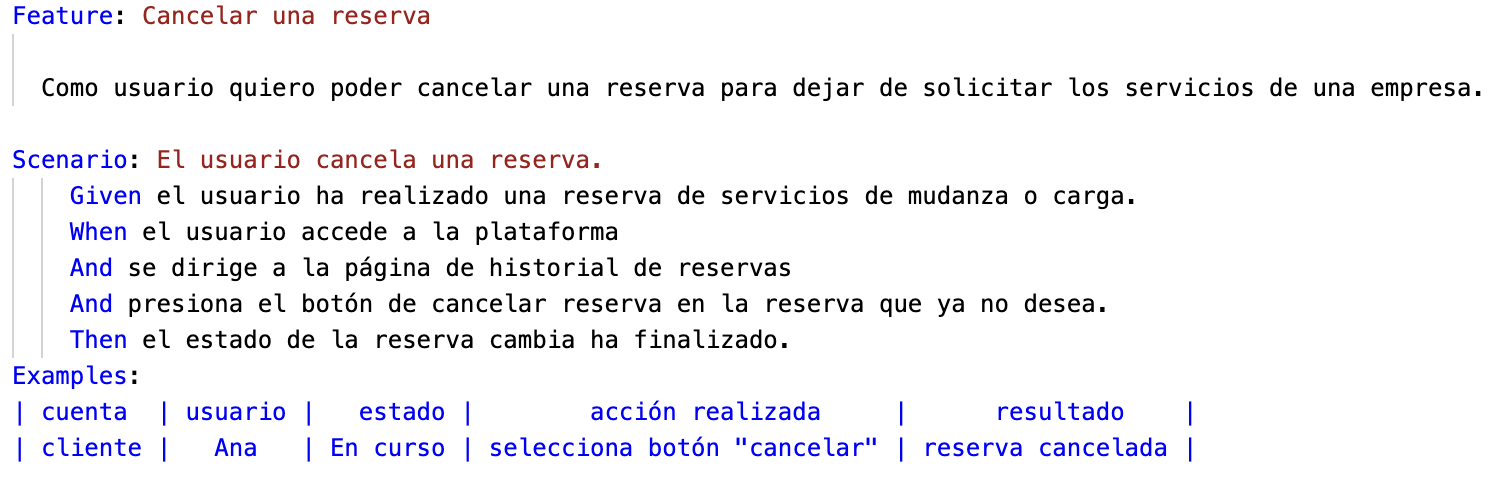 Feature: Cancelar una reserva
Como usuario quiero poder cancelar una reserva para dejar de solicitar los servicios de una empresa.
Scenario: El usuario cancela una reserva.
Given el usuario ha realizado una reserva de servicios de mudanza o carga.
When el usuario accede a la plataforma
And se dirige a la página de historial de reservas
And presiona el botón de cancelar reserva en la reserva que ya no desea.
Then el estado de la reserva cambia ha finalizado.
Examples:
| cuenta | usuario | estado | acción realizada | resultado |
| cliente | Ana | En curso | selecciona botón "cancelar" | reserva cancelada |